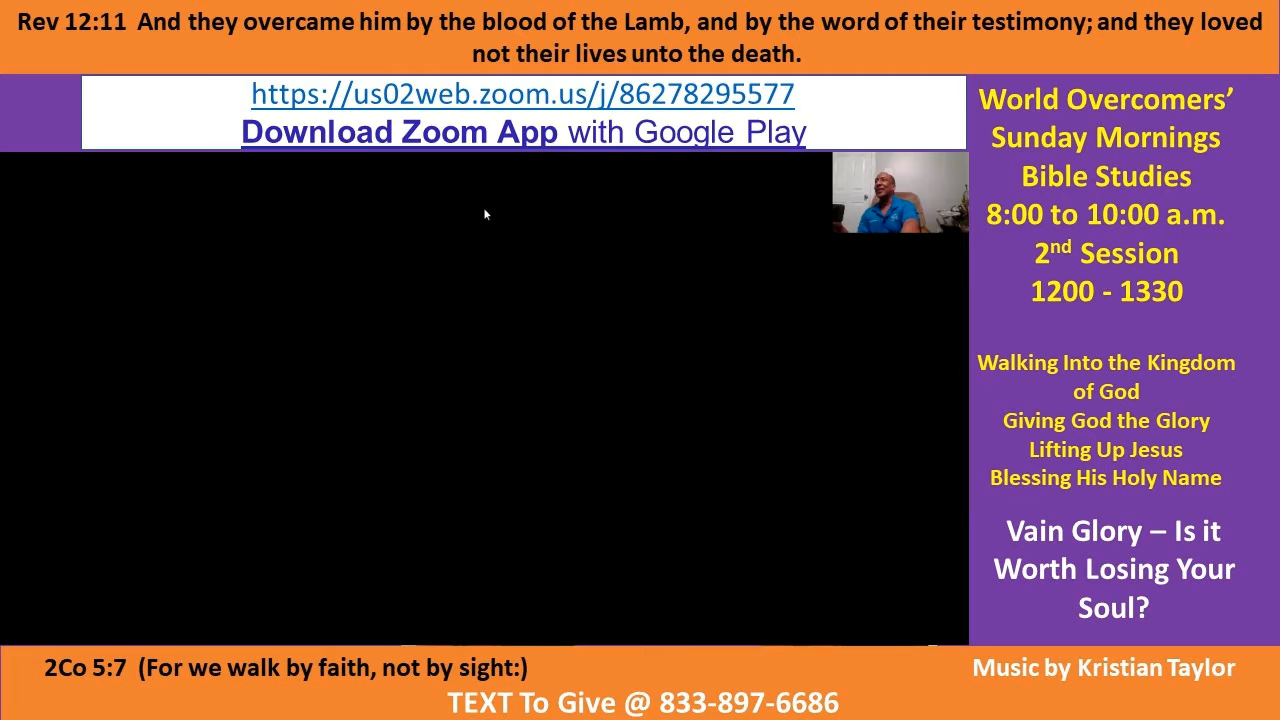 Rev 12:11  And they overcame him by the blood of the Lamb, and by the word of their testimony; and they loved
not their lives unto the death.
https://us02web.zoom.us/j/86278295577
Download Zoom App with Google Play
World Overcomers’
Sunday Mornings
Bible Studies
8:00 to 10:00 a.m.
2nd Session
1200 - 1330
Walking Into the Kingdom
of God
Giving God the Glory
Lifting Up Jesus
Blessing His Holy Name
Vain Glory – Is it
Worth Losing Your
Soul?
2Co 5:7  (For we walk by faith, not by sight:)
Music by Kristian Taylor
TEXT To Give @ 833-897-6686